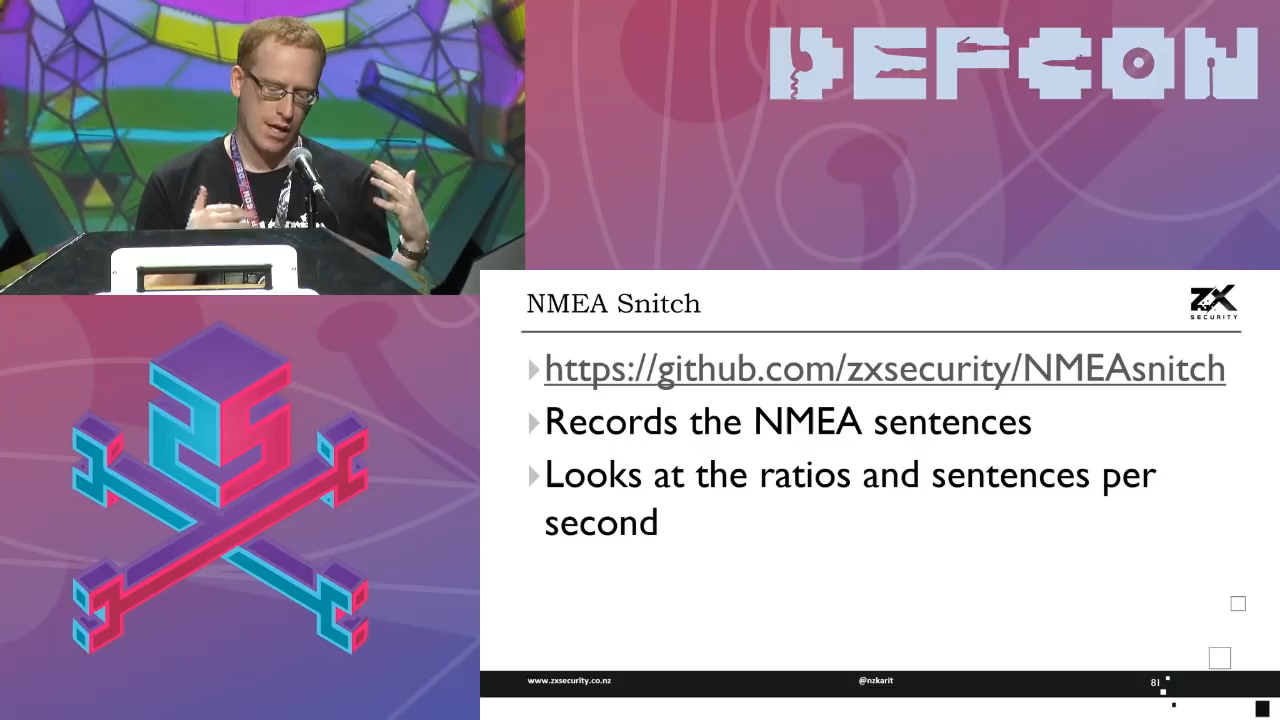 DEFCON
NMEA Snitch
ZX
SECURITY
https://github.com/zxsecurity/NMEAsnitch
Records the NMEA sentences
Looks at the ratios and sentences per
second
www.zxsecurity.co.nz
@nzkarit
81